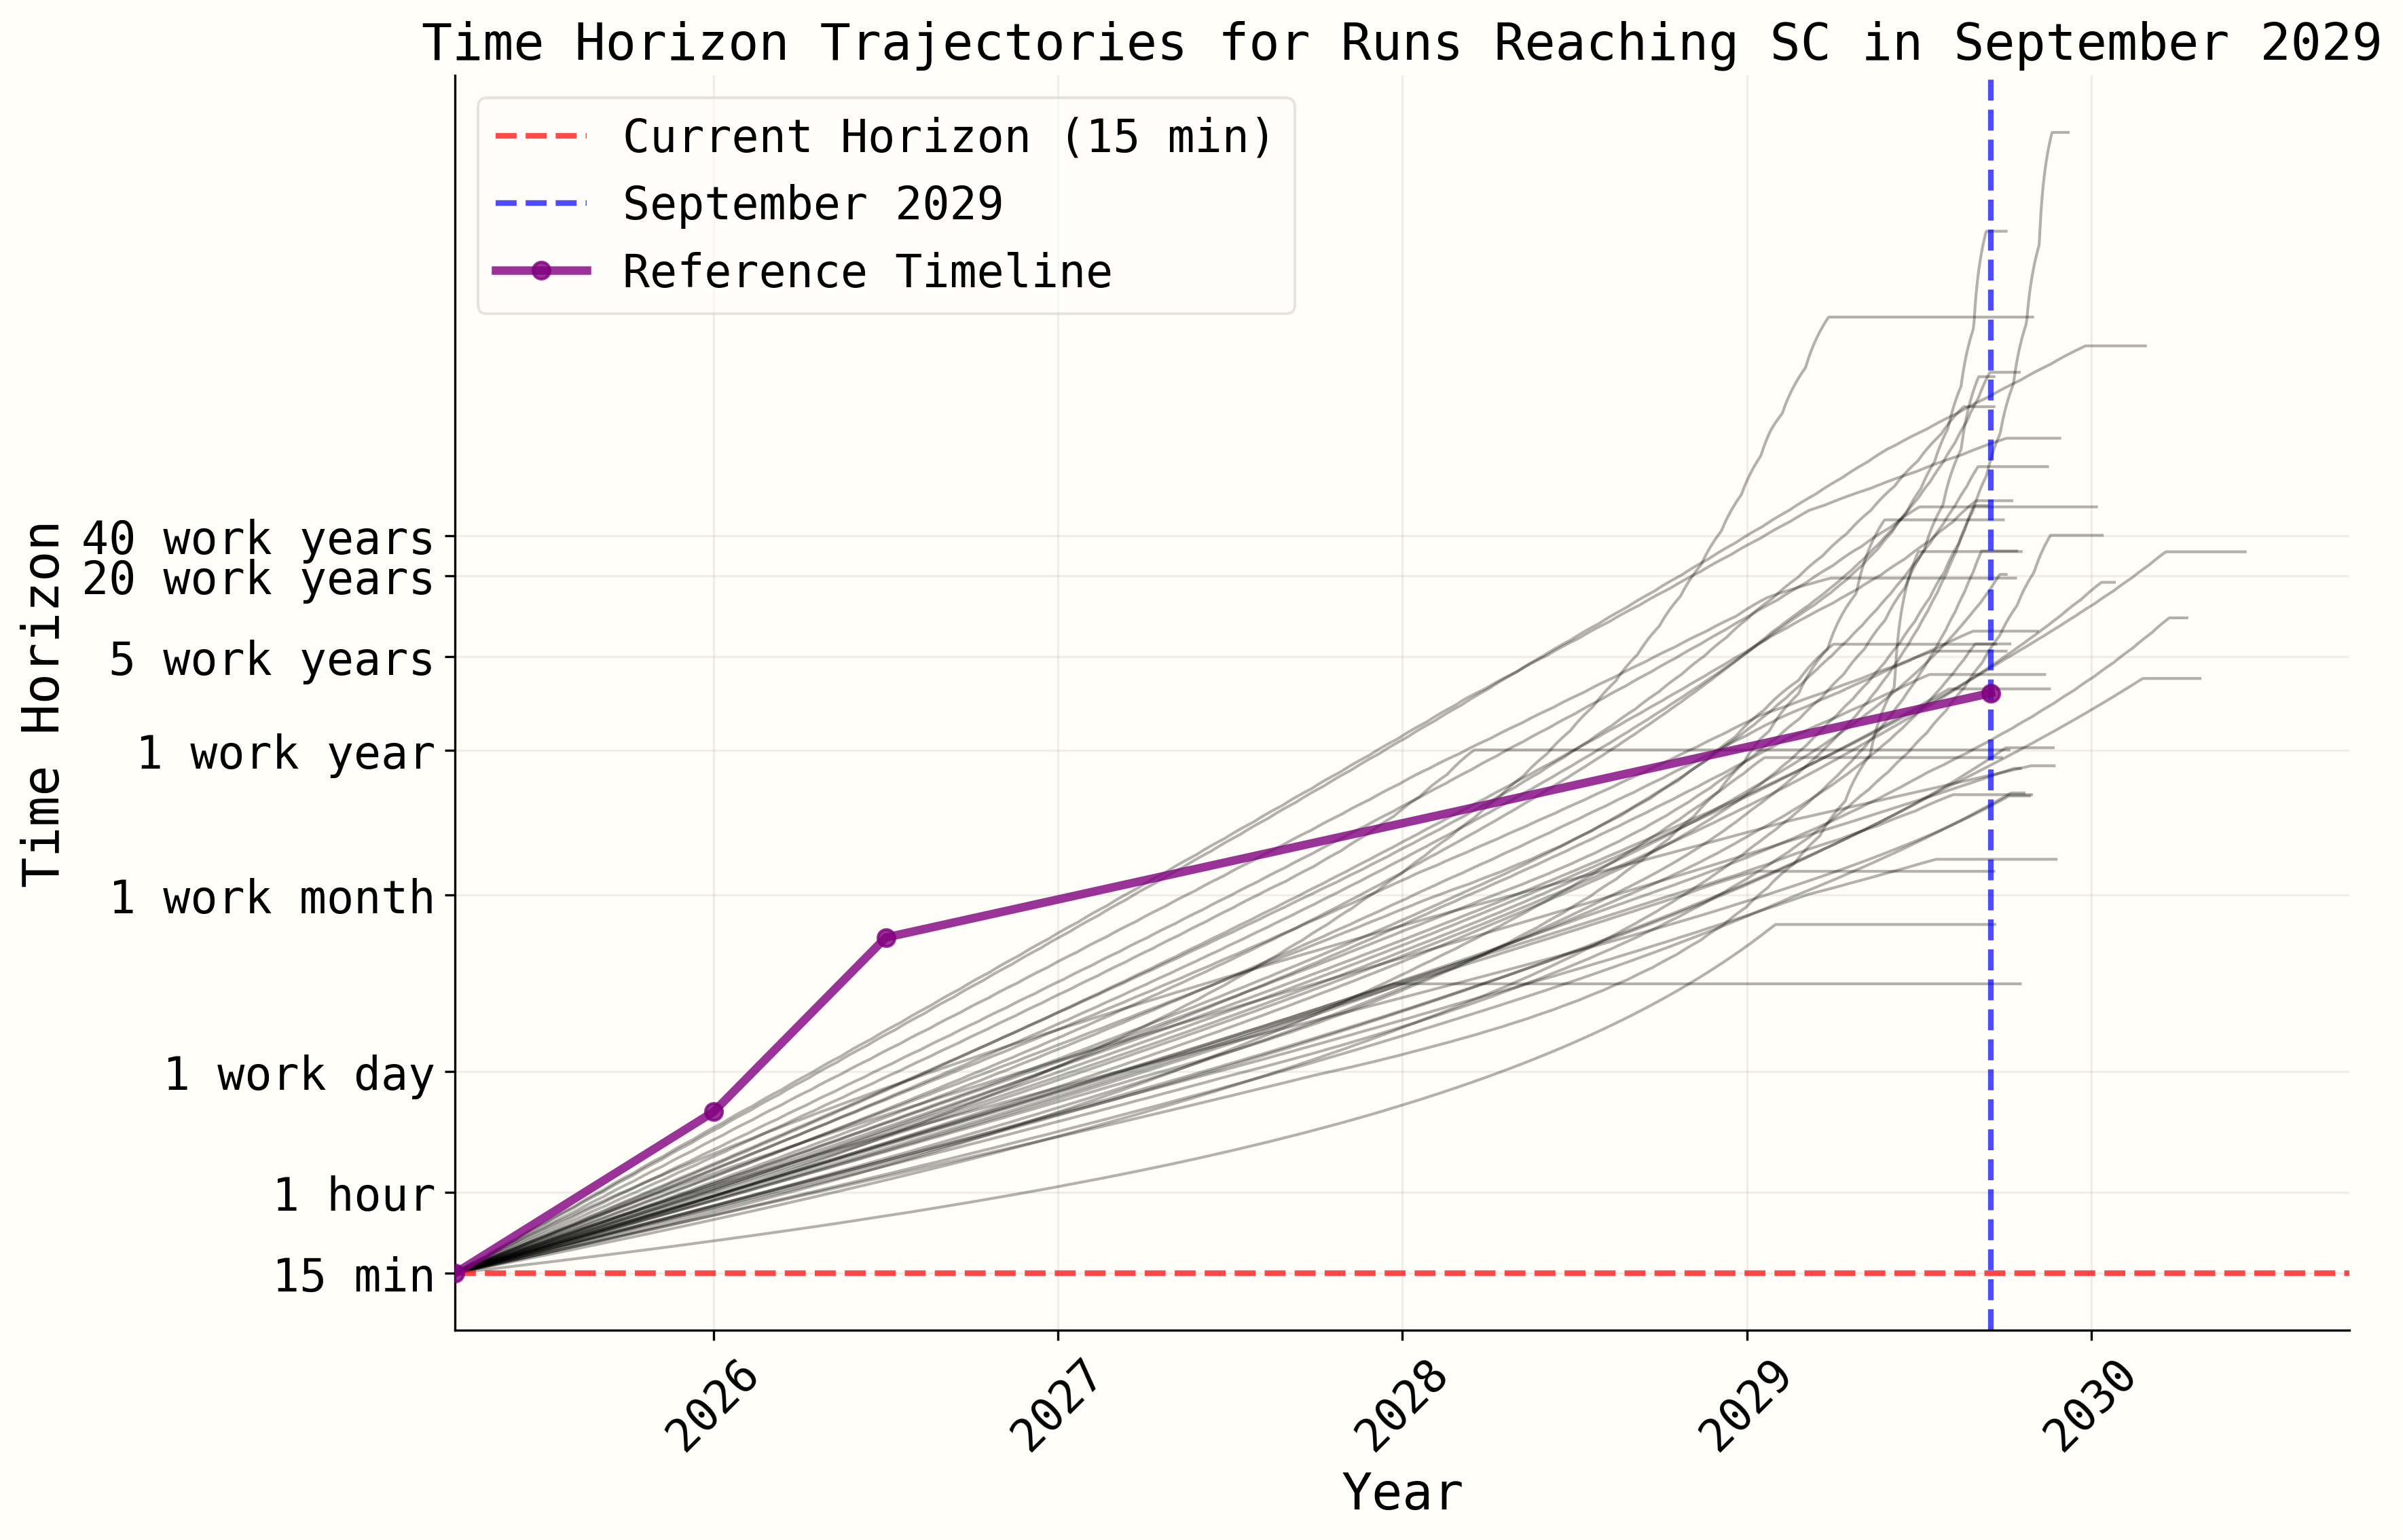 Time Horizon Trajectories for Runs Reaching SC in September 2029
Current Horizon (15 min)
September 2029
Reference Timeline
Time Horizon
40 work years
20 work years
5 work years
1 work year
1 work month
1 work day
1 hour
15 min
2026
2027
2028
2029
2030
Year